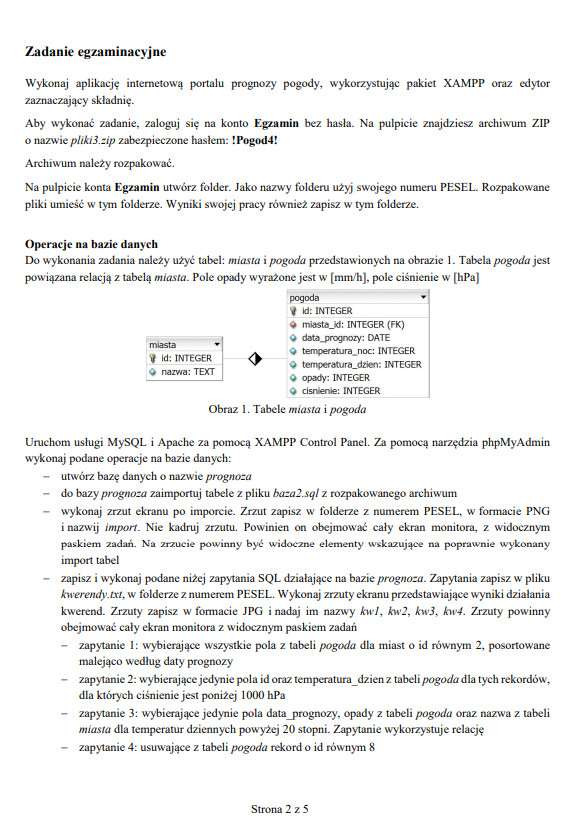 Zadanie egzaminacyjne
Wykonaj aplikację internetową portalu prognozy pogody, wykorzystując pakiet XAMPP oraz edytor
zaznaczający składnię.
Aby wykonać zadanie, zaloguj się na konto Egzamin bez hasła. Na pulpicie znajdziesz archiwum ZIP
o nazwie pliki3.zip zabezpieczone hasłem: !Pogod4!
Archiwum należy rozpakować.
Na pulpicie konta Egzamin utwórz folder. Jako nazwy folderu użyj swojego numeru PESEL. Rozpakowane
pliki umieść w tym folderze. Wyniki swojej pracy również zapisz w tym folderze.
Operacje na bazie danych
Do wykonania zadania należy użyć tabel: miasta i pogoda przedstawionych na obrazie 1. Tabela pogoda jest
powiązana relacją z tabelą miasta. Pole opady wyrażone jest w [mm/h], pole ciśnienie w [hPa]
miasta
id: INTEGER
nazwa: TEXT
pogoda
id: INTEGER
miasta_id: INTEGER (FK)
data_prognozy: DATE
temperatura_noc: INTEGER
temperatura_dzien: INTEGER
opady: INTEGER
cisnienie: INTEGER
Obraz 1. Tabele miasta i pogoda
Uruchom usługi MySQL i Apache za pomocą XAMPP Control Panel. Za pomocą narzędzia phpMyAdmin
wykonaj podane operacje na bazie danych:
– utwórz bazę danych o nazwie prognoza
– do bazy prognoza zaimportuj tabele z pliku baza2.sql z rozpakowanego archiwum
– wykonaj zrzut ekranu po imporcie. Zrzut zapisz w folderze z numerem PESEL, w formacie PNG
i nazwij import. Nie kadruj zrzutu. Powinien on obejmować cały ekran monitora, z widocznym
paskiem zadań. Na zrzucie powinny być widoczne elementy wskazujące na poprawnie wykonany
import tabel
– zapisz i wykonaj podane niżej zapytania SQL działające na bazie prognoza. Zapytania zapisz w pliku
kwerendy.txt, w folderze z numerem PESEL. Wykonaj zrzuty ekranu przedstawiające wyniki działania
kwerend. Zrzuty zapisz w formacie JPG i nadaj im nazwy kw1, kw2, kw3, kw4. Zrzuty powinny
obejmować cały ekran monitora z widocznym paskiem zadań
– zapytanie 1: wybierające wszystkie pola z tabeli pogoda dla miast o id równym 2, posortowane
malejąco według daty prognozy
– zapytanie 2: wybierające jedynie pola id oraz temperatura_dzien z tabeli pogoda dla tych rekordów,
dla których ciśnienie jest poniżej 1000 hPa
– zapytanie 3: wybierające jedynie pola data_prognozy, opady z tabeli pogoda oraz nazwa z tabeli
miasta dla temperatur dziennych powyżej 20 stopni. Zapytanie wykorzystuje relację
– zapytanie 4: usuwające z tabeli pogoda rekord o id równym 8
Strona 2 z 5